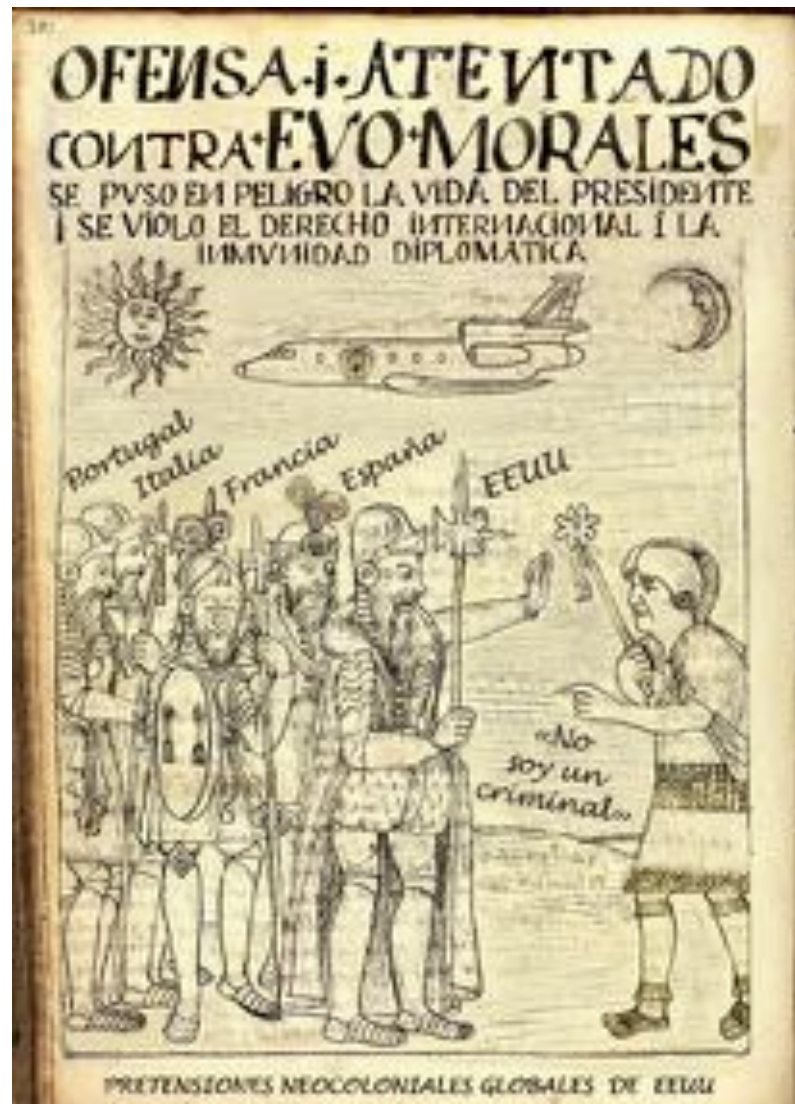 OFENSA·i·ATENTADO
CONTRA+EVO+MORALES
SE PVSO EN PELIGRO LA VIDA DEL PRESIDENTE
I SE VIOLO EL DERECHO INTERNACIONAL I LA
INMVNIDAD DIPLOMATICA
Portugal
Italia
Francia
España
EEUU
«No
soy un
criminal»
PRETENSIONES NEOCOLONIALES GLOBALES DE EEUU